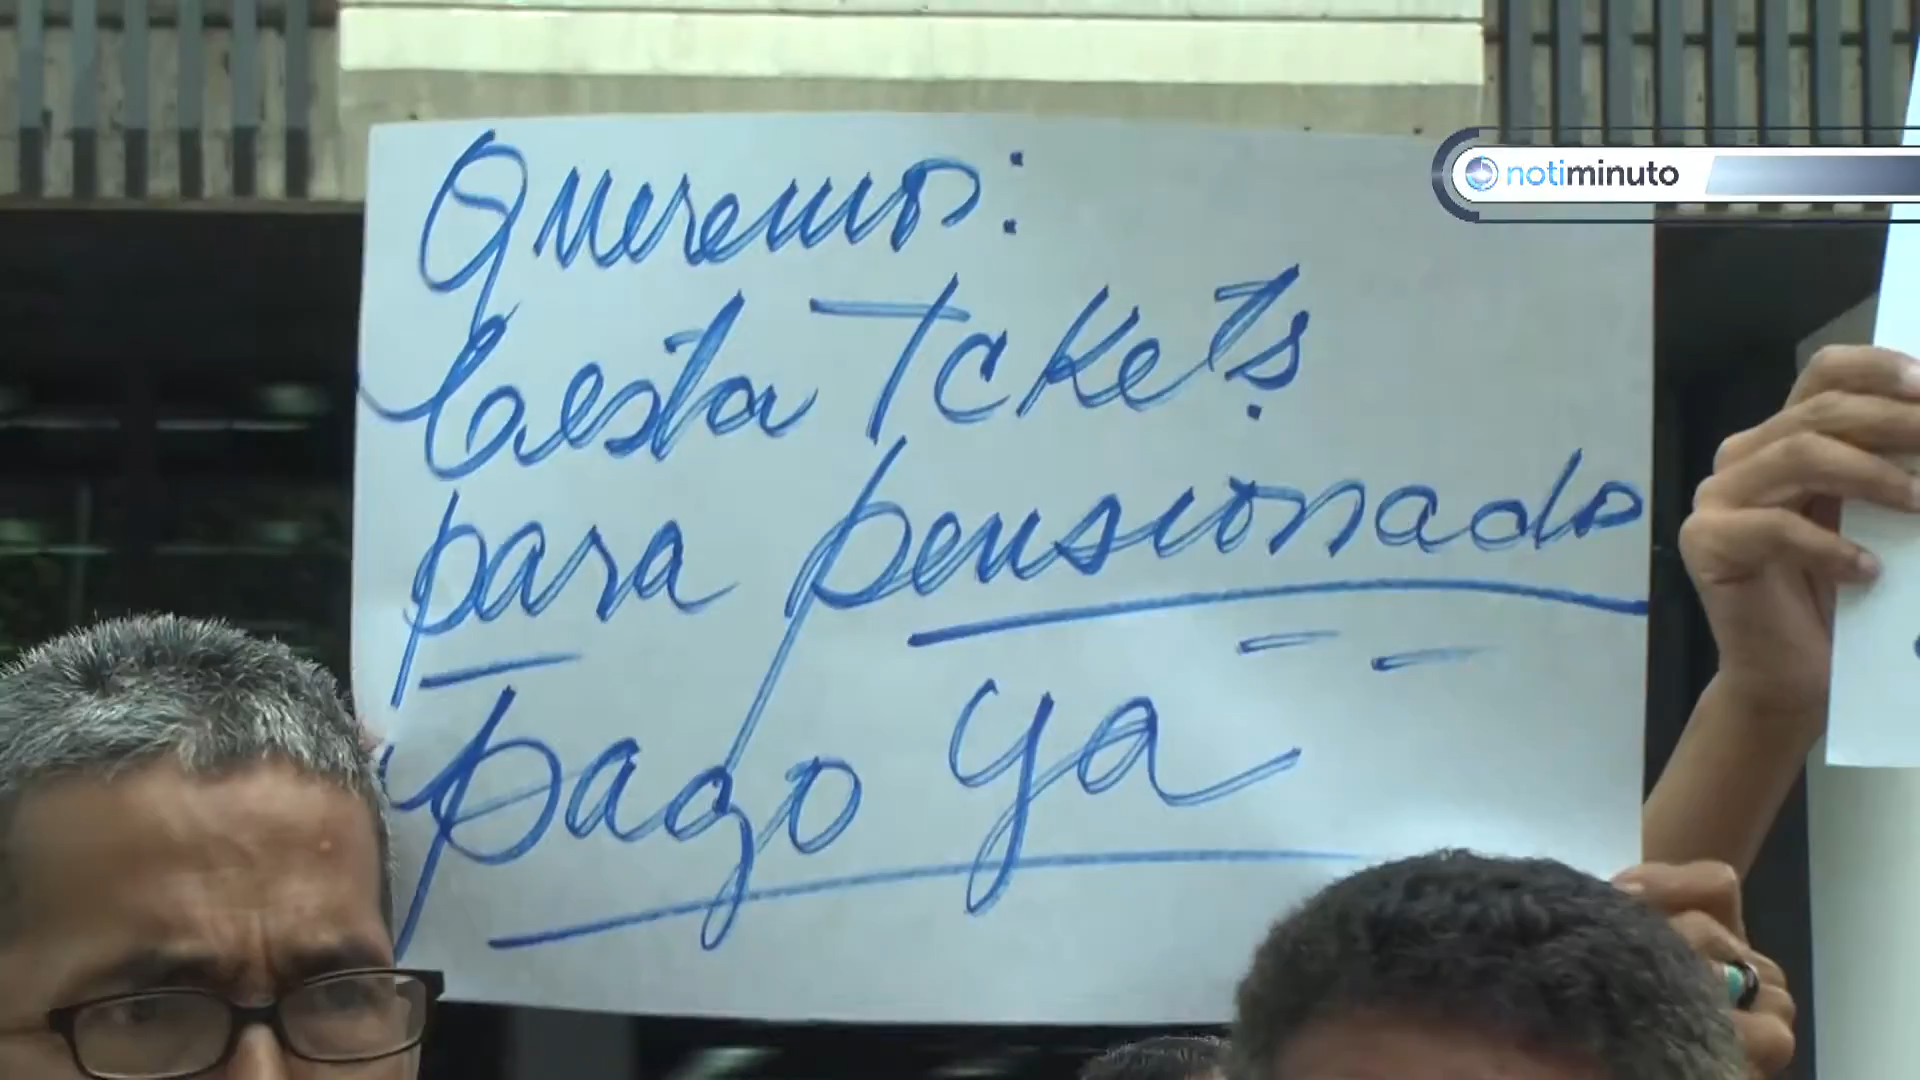 Queremos:
Cesta Tckets.
para pensionado
pago ya
notiminuto